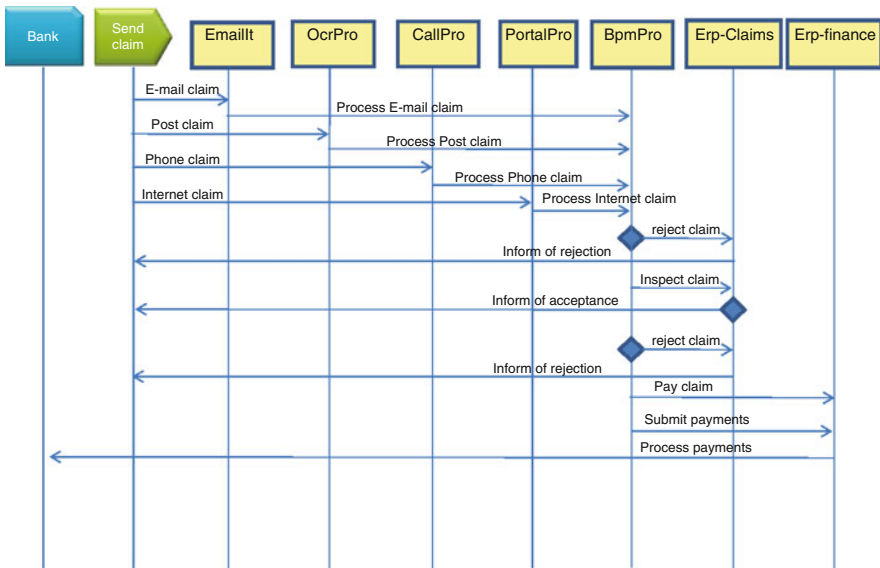 Bank
Send
claim
EmailIt
OcrPro
CallPro
PortalPro
BpmPro
Erp-Claims
Erp-finance
E-mail claim
Process E-mail claim
Post claim
Process Post claim
Phone claim
Process Phone claim
Internet claim
Process Internet claim
reject claim
Inform of rejection
Inspect claim
Inform of acceptance
reject claim
Inform of rejection
Pay claim
Submit payments
Process payments